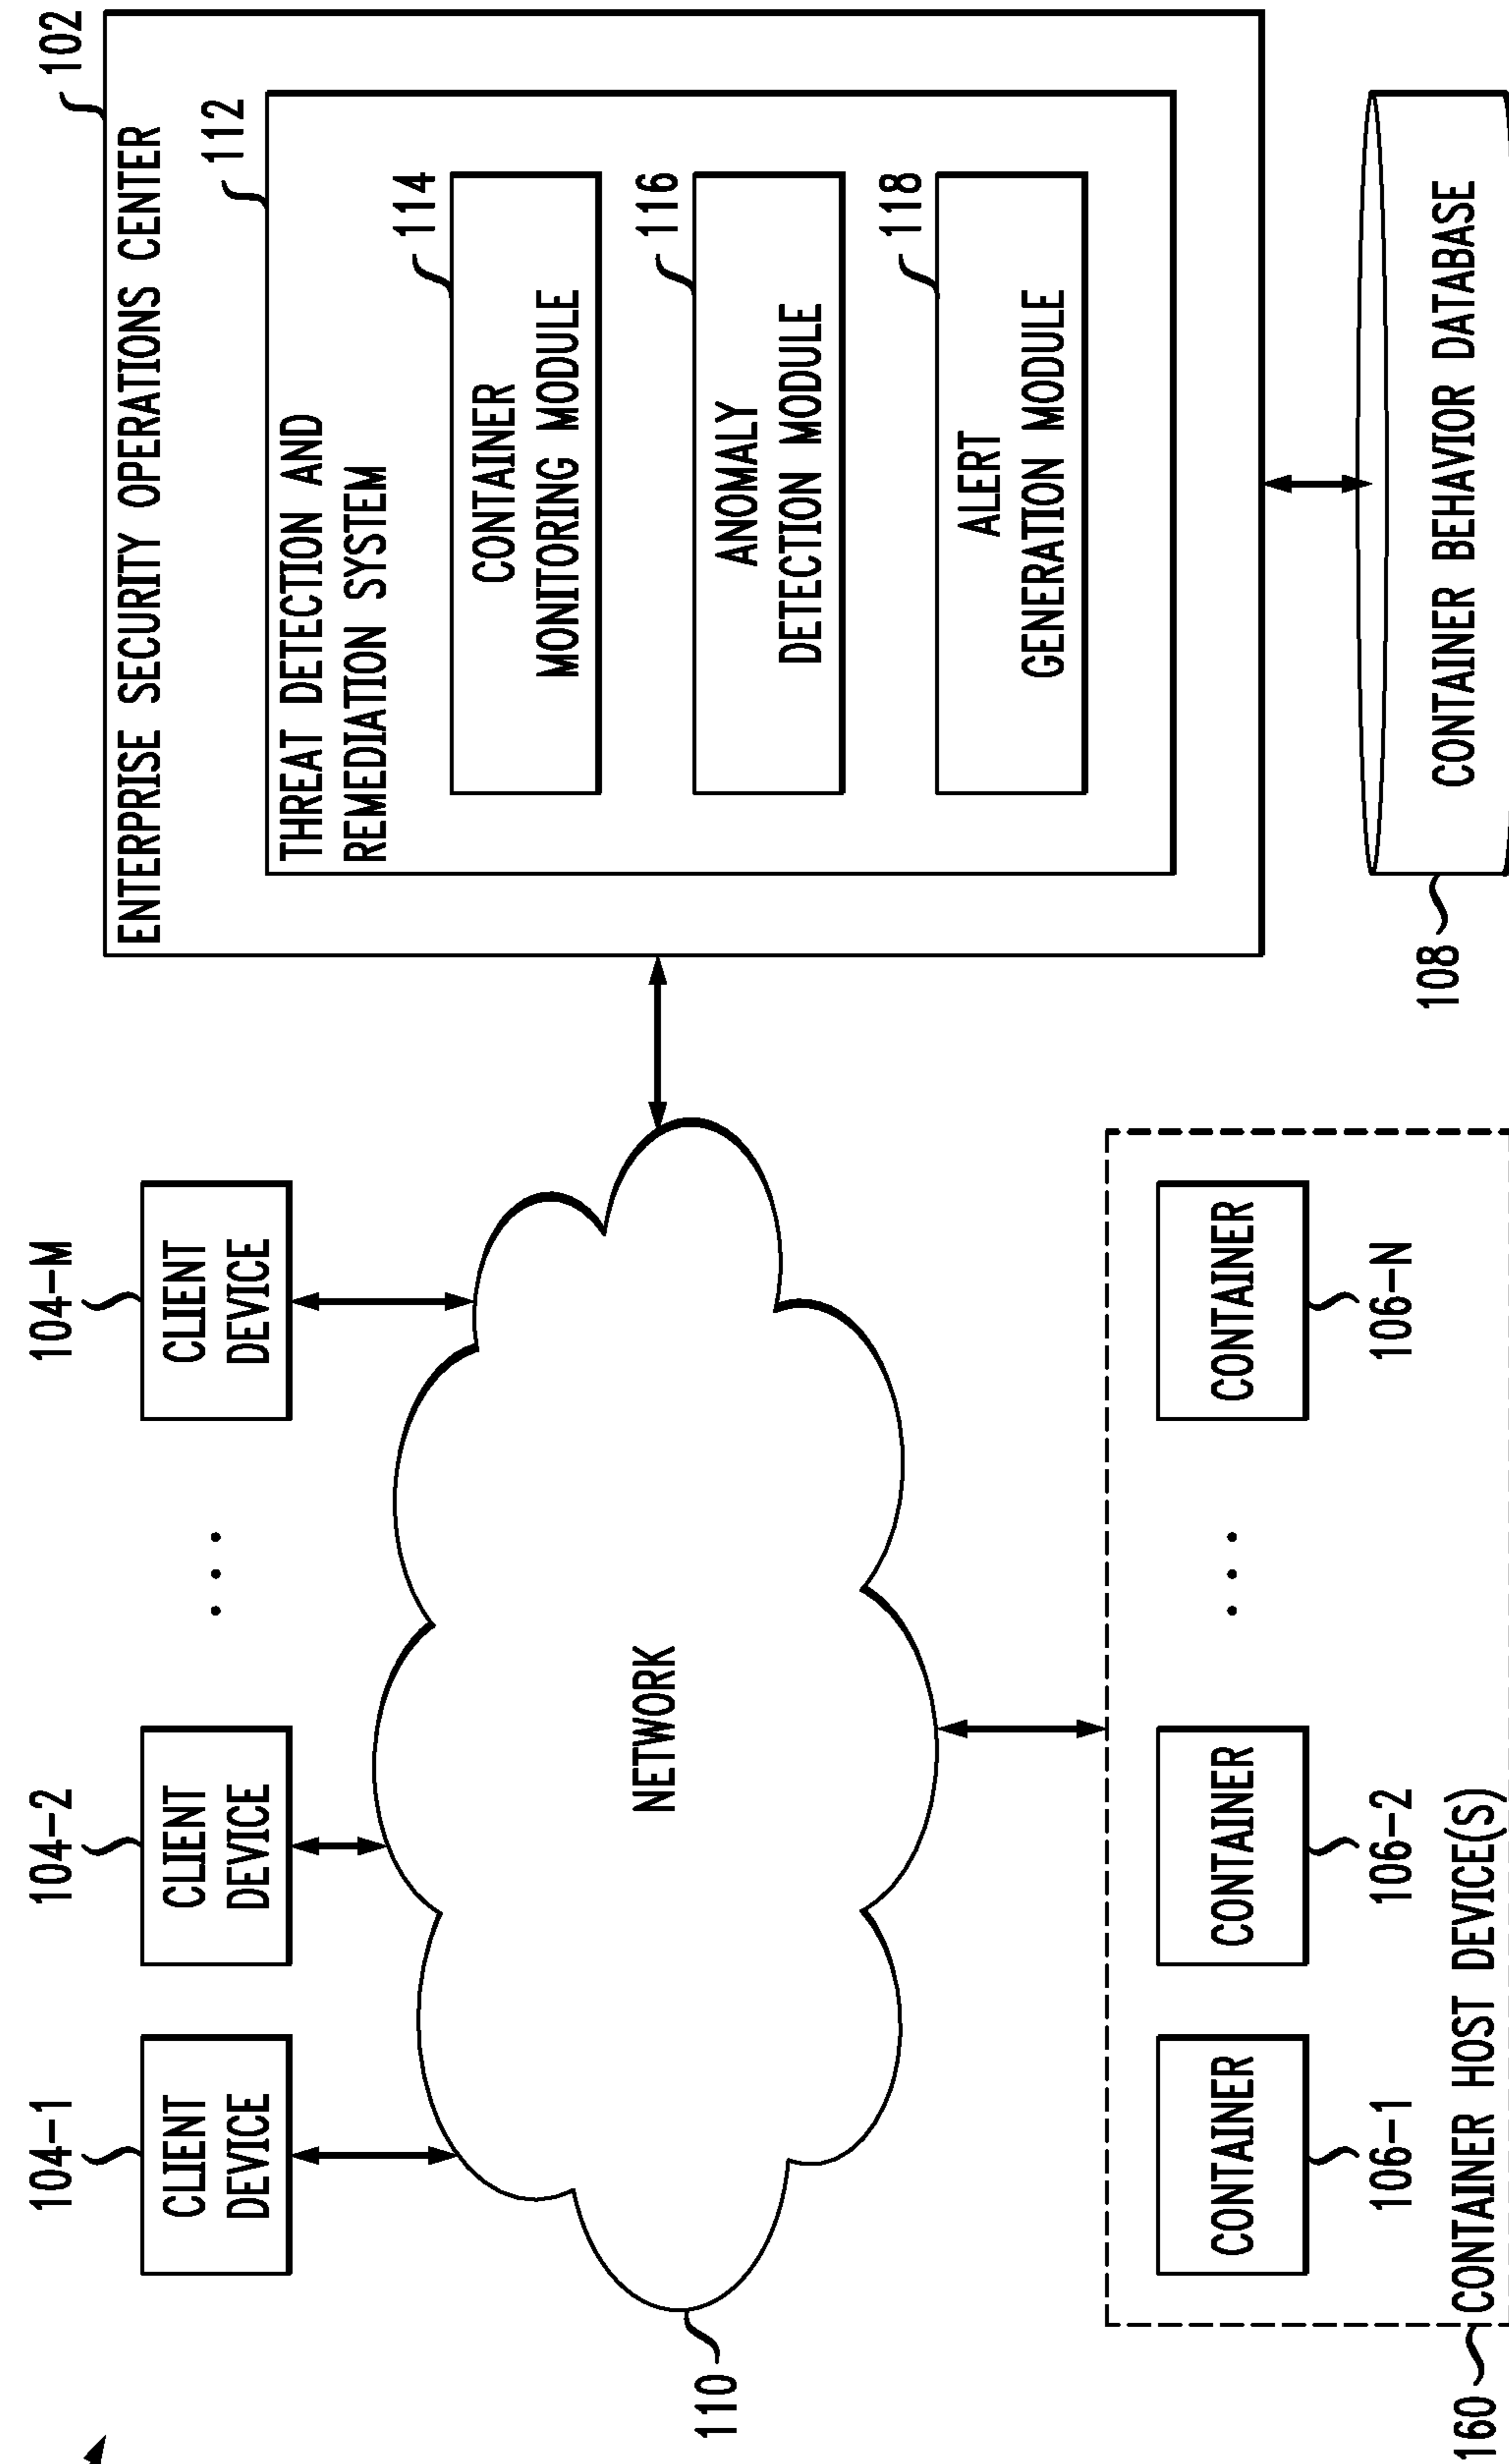 104-1
104-2
104-M
CLIENT
DEVICE
CLIENT
DEVICE
. . .
CLIENT
DEVICE
110
NETWORK
CONTAINER
CONTAINER
. . .
CONTAINER
106-1
106-2
106-N
160
CONTAINER HOST DEVICE(S)
102
ENTERPRISE SECURITY OPERATIONS CENTER
112
THREAT DETECTION AND
REMEDIATION SYSTEM
114
CONTAINER
MONITORING MODULE
116
ANOMALY
DETECTION MODULE
118
ALERT
GENERATION MODULE
108
CONTAINER BEHAVIOR DATABASE